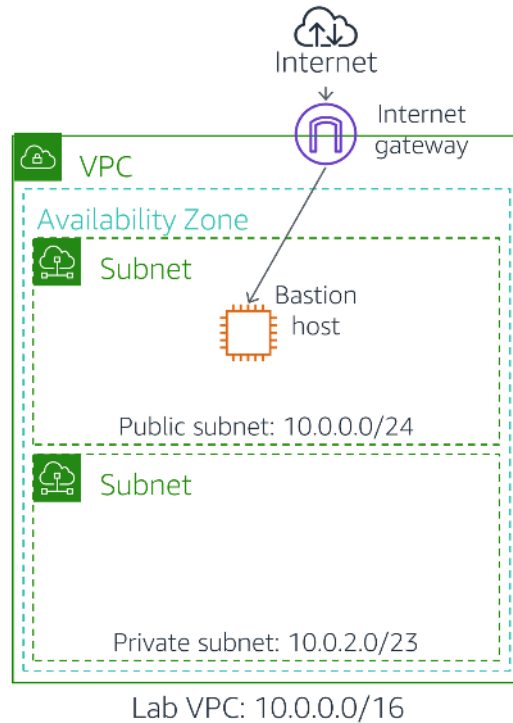 Internet
Internet
gateway
VPC
Availability Zone
Subnet
Bastion
host
Public subnet: 10.0.0.0/24
Subnet
Private subnet: 10.0.2.0/23
Lab VPC: 10.0.0.0/16